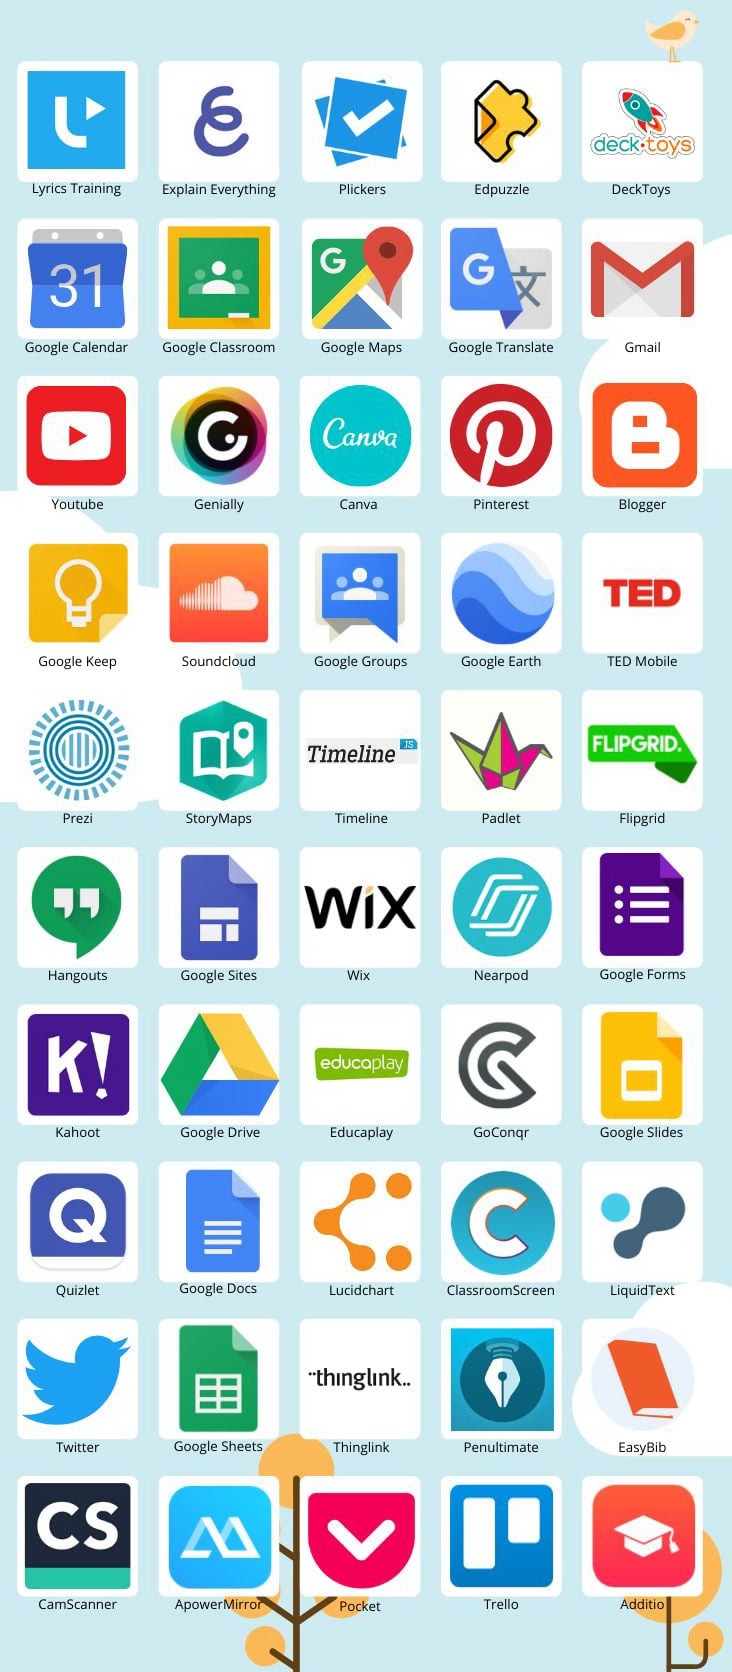 deck•toys
Lyrics Training Explain Everything Plickers Edpuzzle DeckToys
31 G G 文
Google Calendar Google Classroom Google Maps Google Translate Gmail
G Canva P B
Youtube Genially Canva Pinterest Blogger
TED
Google Keep Soundcloud Google Groups Google Earth TED Mobile
Timeline JS FLIPGRID.
Prezi StoryMaps Timeline Padlet Flipgrid
WiX
Hangouts Google Sites Wix Nearpod Google Forms
K! educaplay
Kahoot Google Drive Educaplay GoConqr Google Slides
Q C
Quizlet Google Docs Lucidchart ClassroomScreen LiquidText
¨thınglınk..
Twitter Google Sheets Thinglink Penultimate EasyBib
CS
CamScanner ApowerMirror Pocket Trello Additio